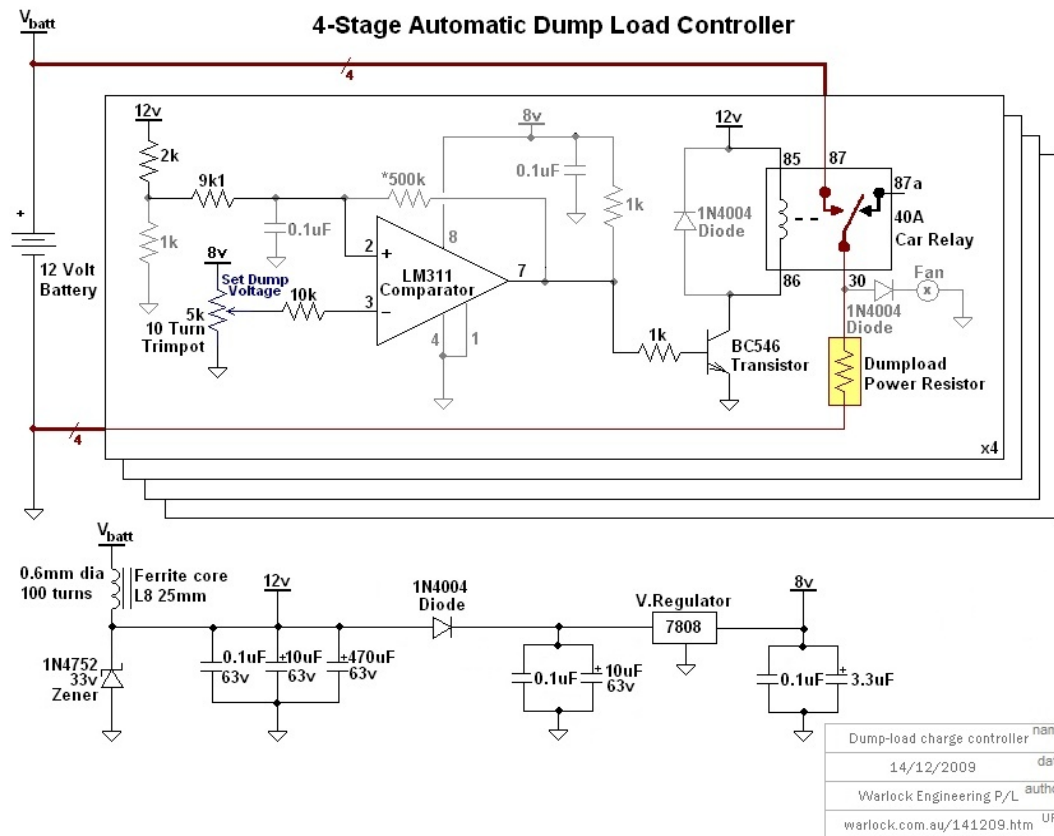 4-Stage Automatic Dump Load Controller
Vbatt
4
12v
2k
9k1
1k
0.1uF
*500k
8v
0.1uF
1k
8
2
+
LM311
Comparator
7
3
−
4
1
8v
Set Dump
Voltage
5k
10 Turn
Trimpot
10k
+
12 Volt
Battery
4
1k
BC546
Transistor
12v
1N4004
Diode
85
87
87a
40A
Car Relay
86
30
Fan
x
1N4004
Diode
Dumpload
Power Resistor
x4
Vbatt
0.6mm dia
100 turns
Ferrite core
L8 25mm
1N4752
33v
Zener
12v
0.1uF
63v
+
10uF
63v
+
470uF
63v
1N4004
Diode
0.1uF
+
10uF
63v
V.Regulator
7808
8v
0.1uF
+
3.3uF
Dump-load charge controller
14/12/2009
Warlock Engineering P/L
warlock.com.au/141209.htm